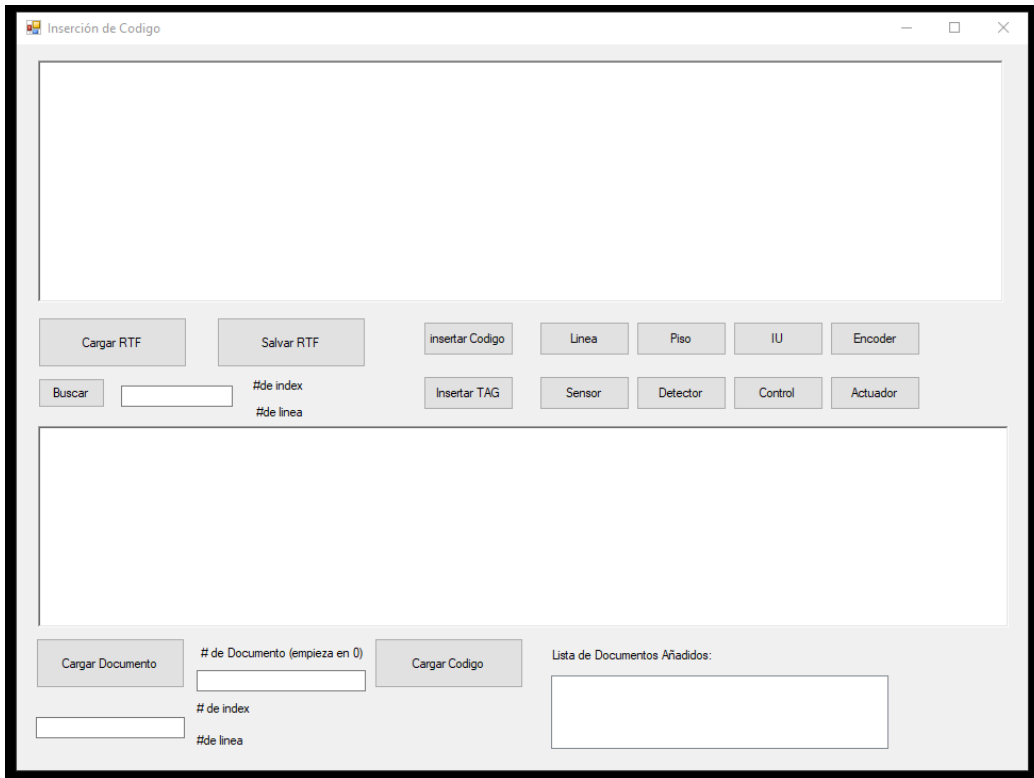 Inserción de Codigo
Cargar RTF
Salvar RTF
insertar Codigo
Linea
Piso
IU
Encoder
Buscar
#de index
#de linea
Insertar TAG
Sensor
Detector
Control
Actuador
Cargar Documento
# de Documento (empieza en 0)
Cargar Codigo
Lista de Documentos Añadidos:
# de index
#de linea